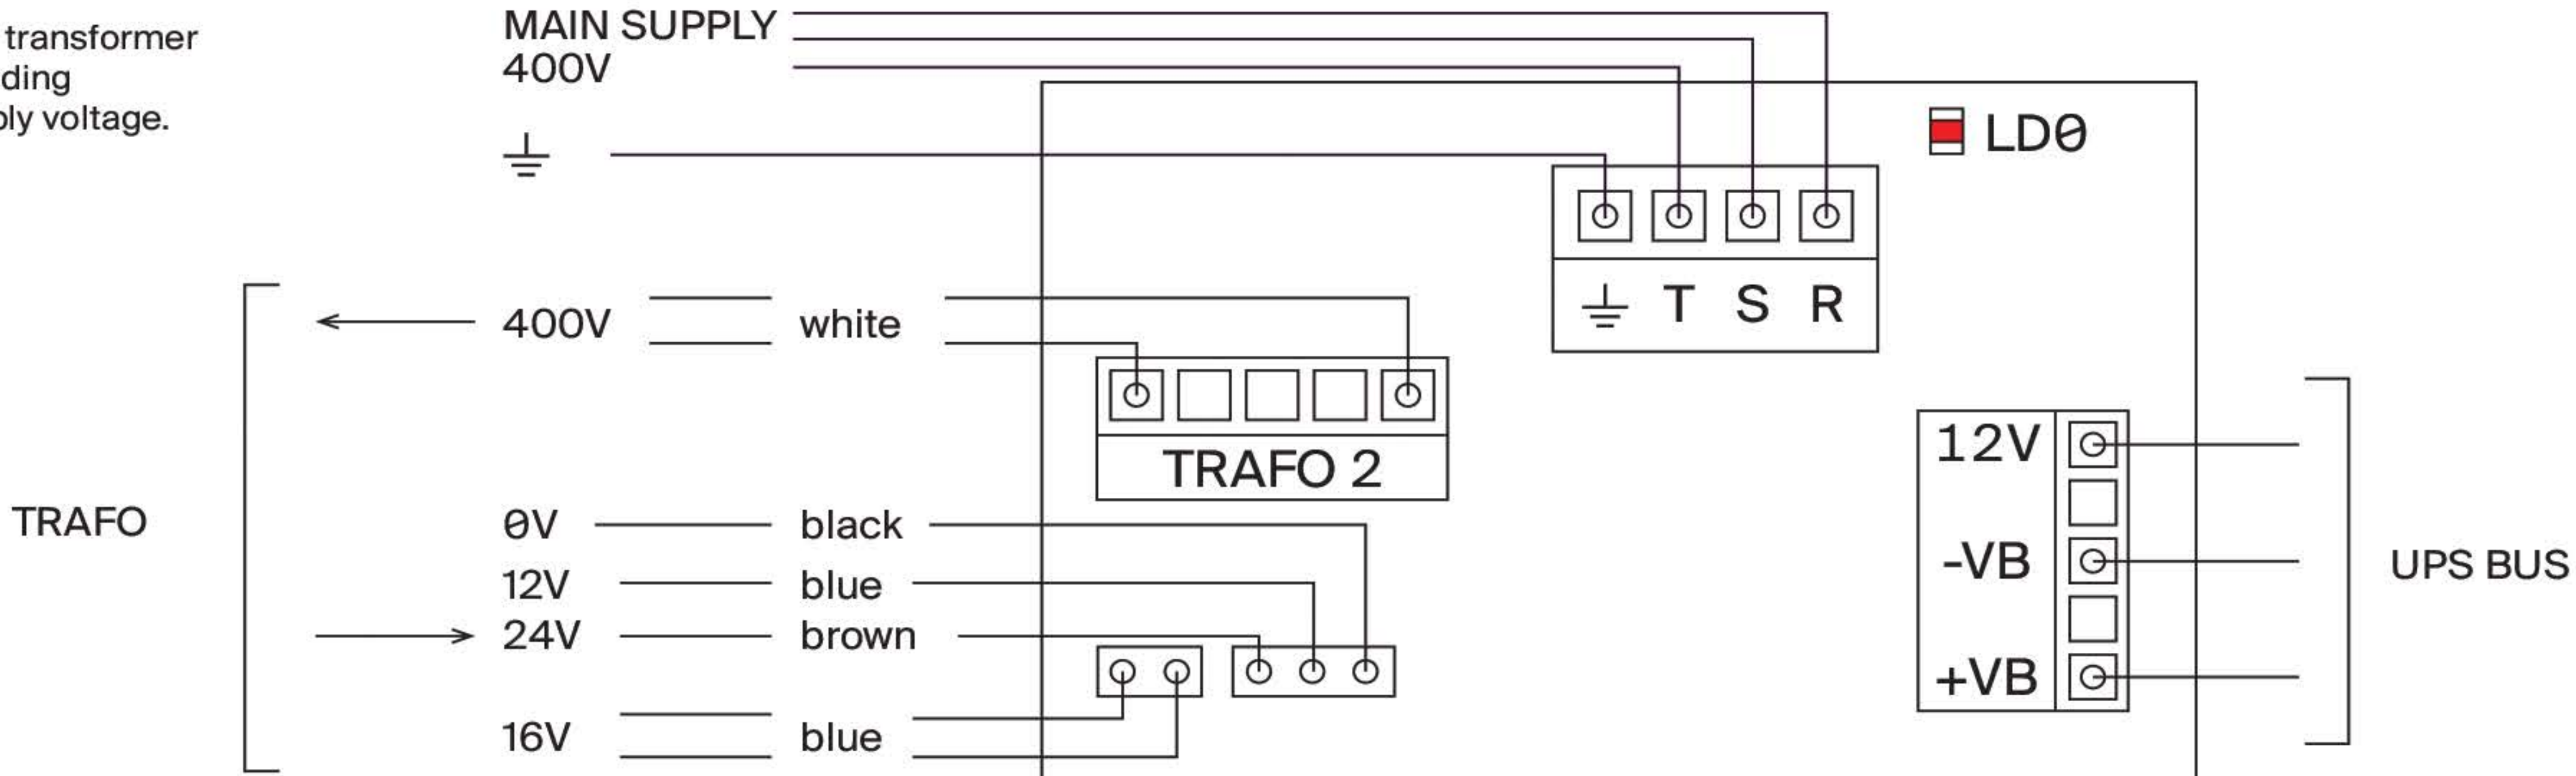 transformer
ding
ply voltage.
MAIN SUPPLY
400V
LD0
T S R
400V white
TRAFO 2
TRAFO
0V black
12V blue
24V brown
16V blue
12V
-VB
+VB
UPS BUS